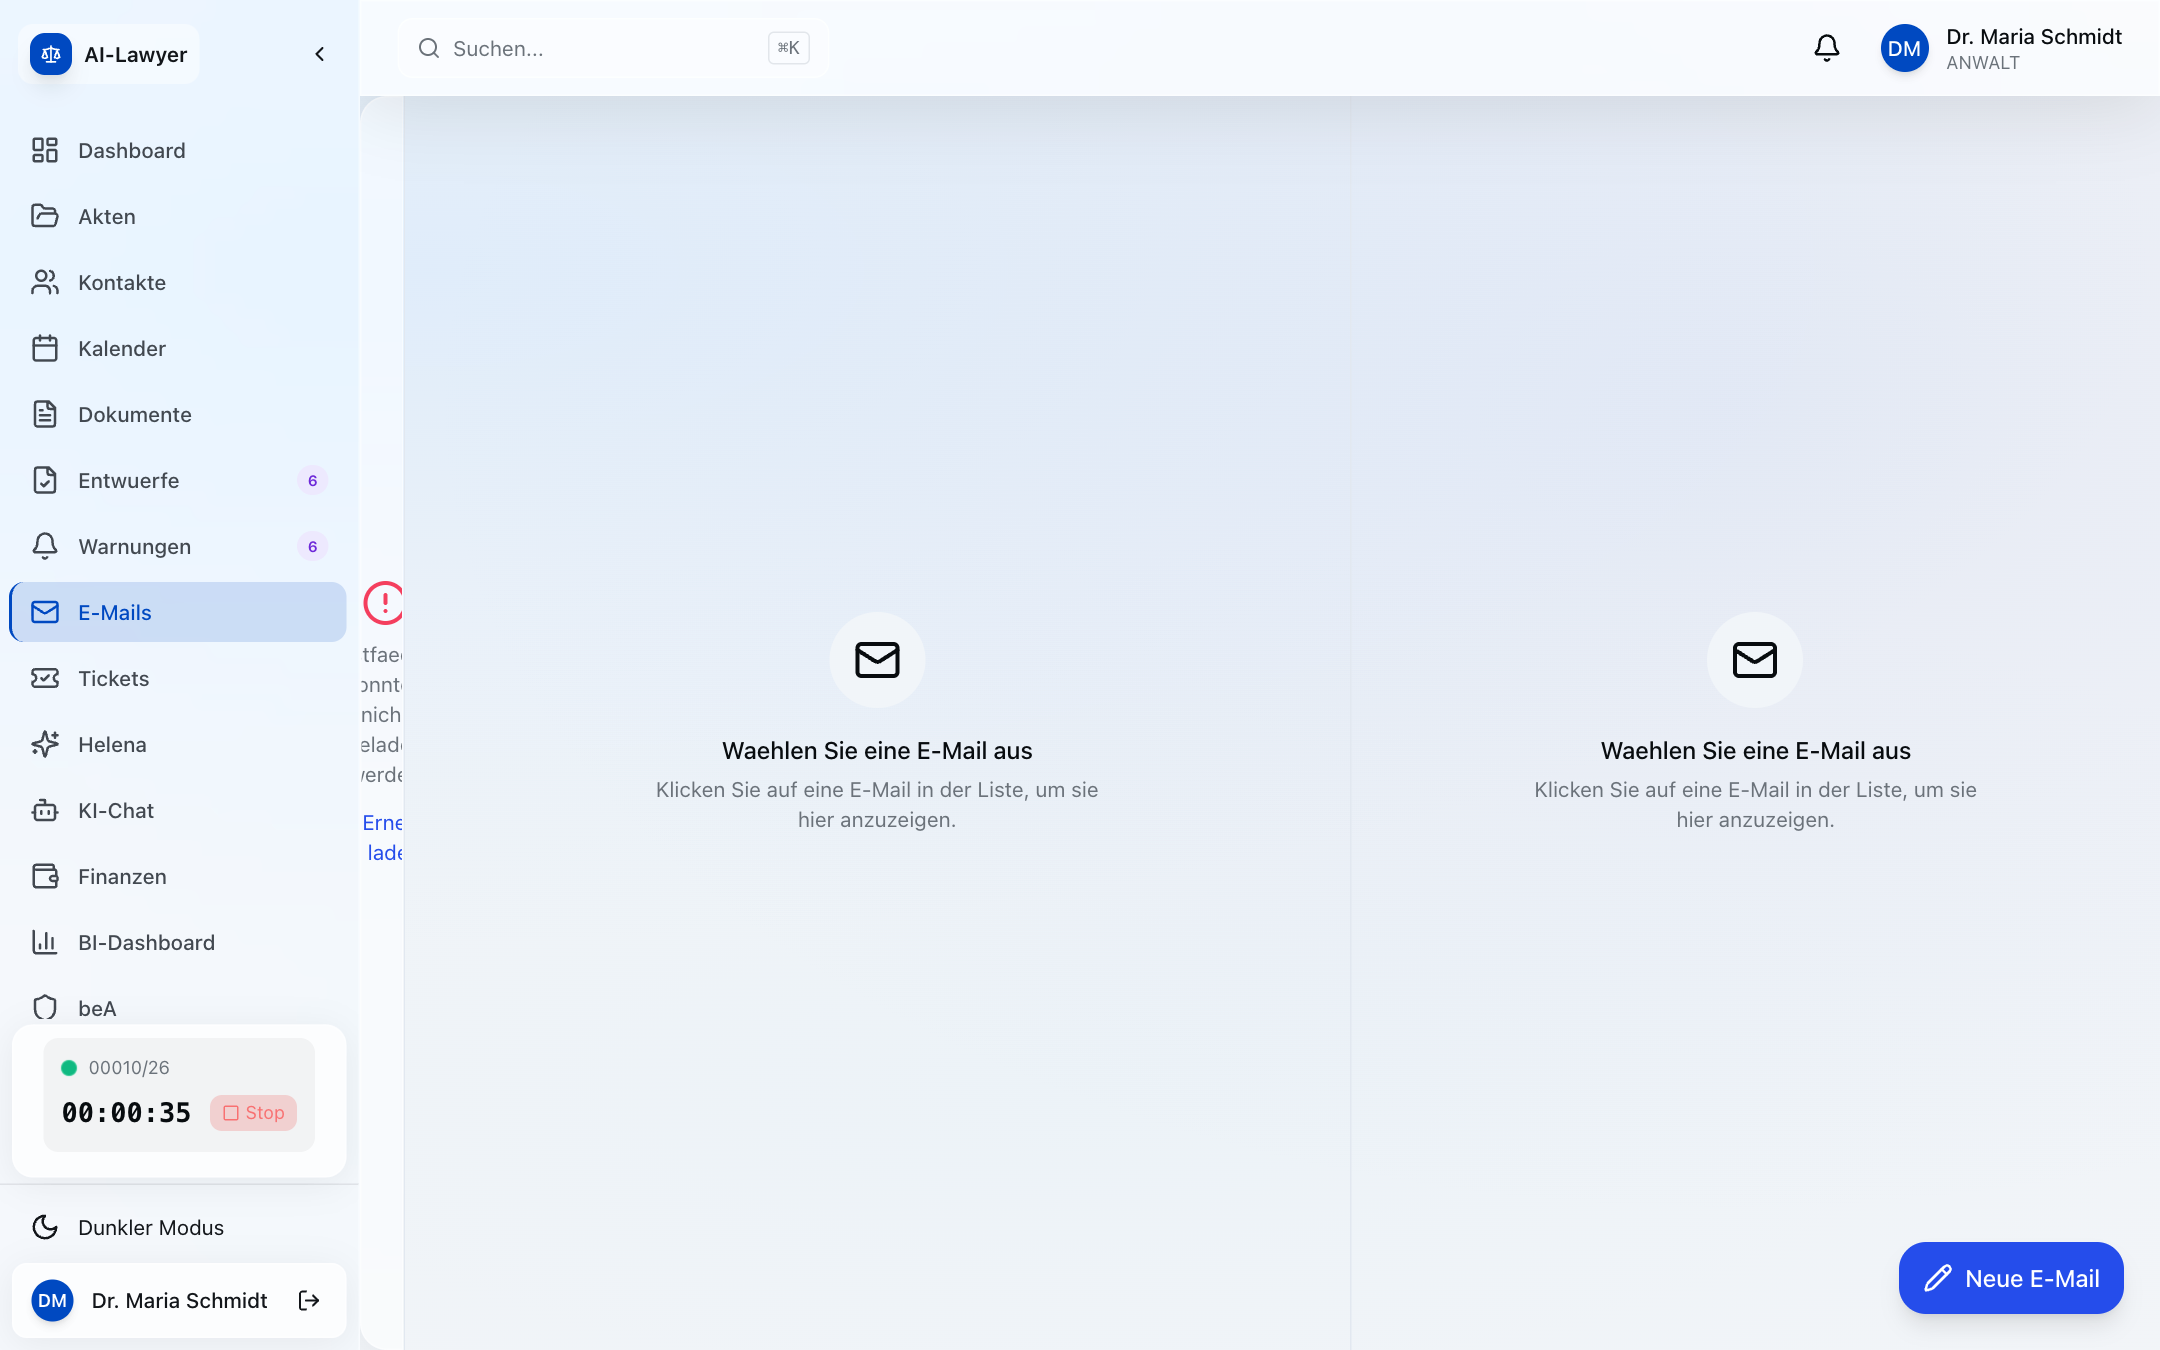 AI-Lawyer
Suchen...
⌘K
DM
Dr. Maria Schmidt
ANWALT
Dashboard
Akten
Kontakte
Kalender
Dokumente
Entwuerfe
6
Warnungen
6
E-Mails
Tickets
Helena
KI-Chat
Finanzen
BI-Dashboard
beA
00010/26
00:00:35
Stop
Dunkler Modus
DM
Dr. Maria Schmidt
Erne
lade
Waehlen Sie eine E-Mail aus
Klicken Sie auf eine E-Mail in der Liste, um sie
hier anzuzeigen.
Waehlen Sie eine E-Mail aus
Klicken Sie auf eine E-Mail in der Liste, um sie
hier anzuzeigen.
Neue E-Mail